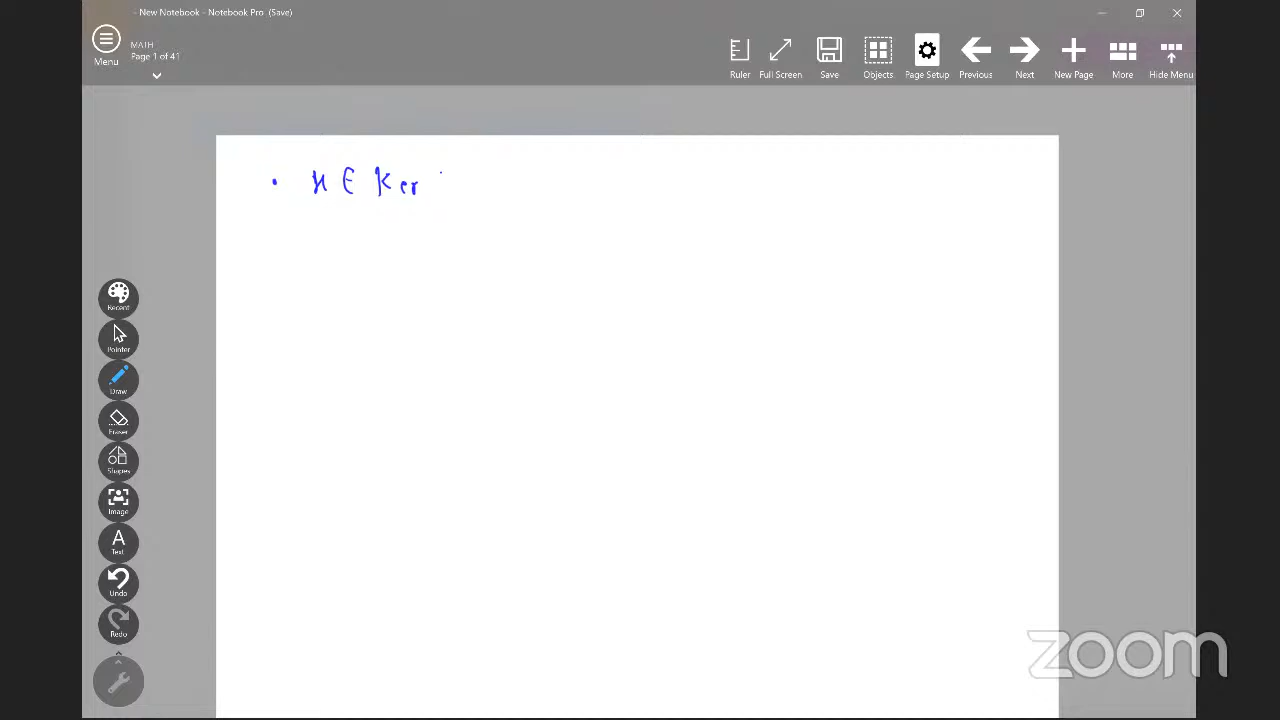 - New Notebook - Notebook Pro (Save)
Menu
MATH
Page 1 of 41
Ruler
Full Screen
Save
Objects
Page Setup
Previous
Next
New Page
More
Hide Menu
· x ∈ Ker
Recent
Pointer
Draw
Eraser
Shapes
Image
A
Text
Undo
Redo
zoom